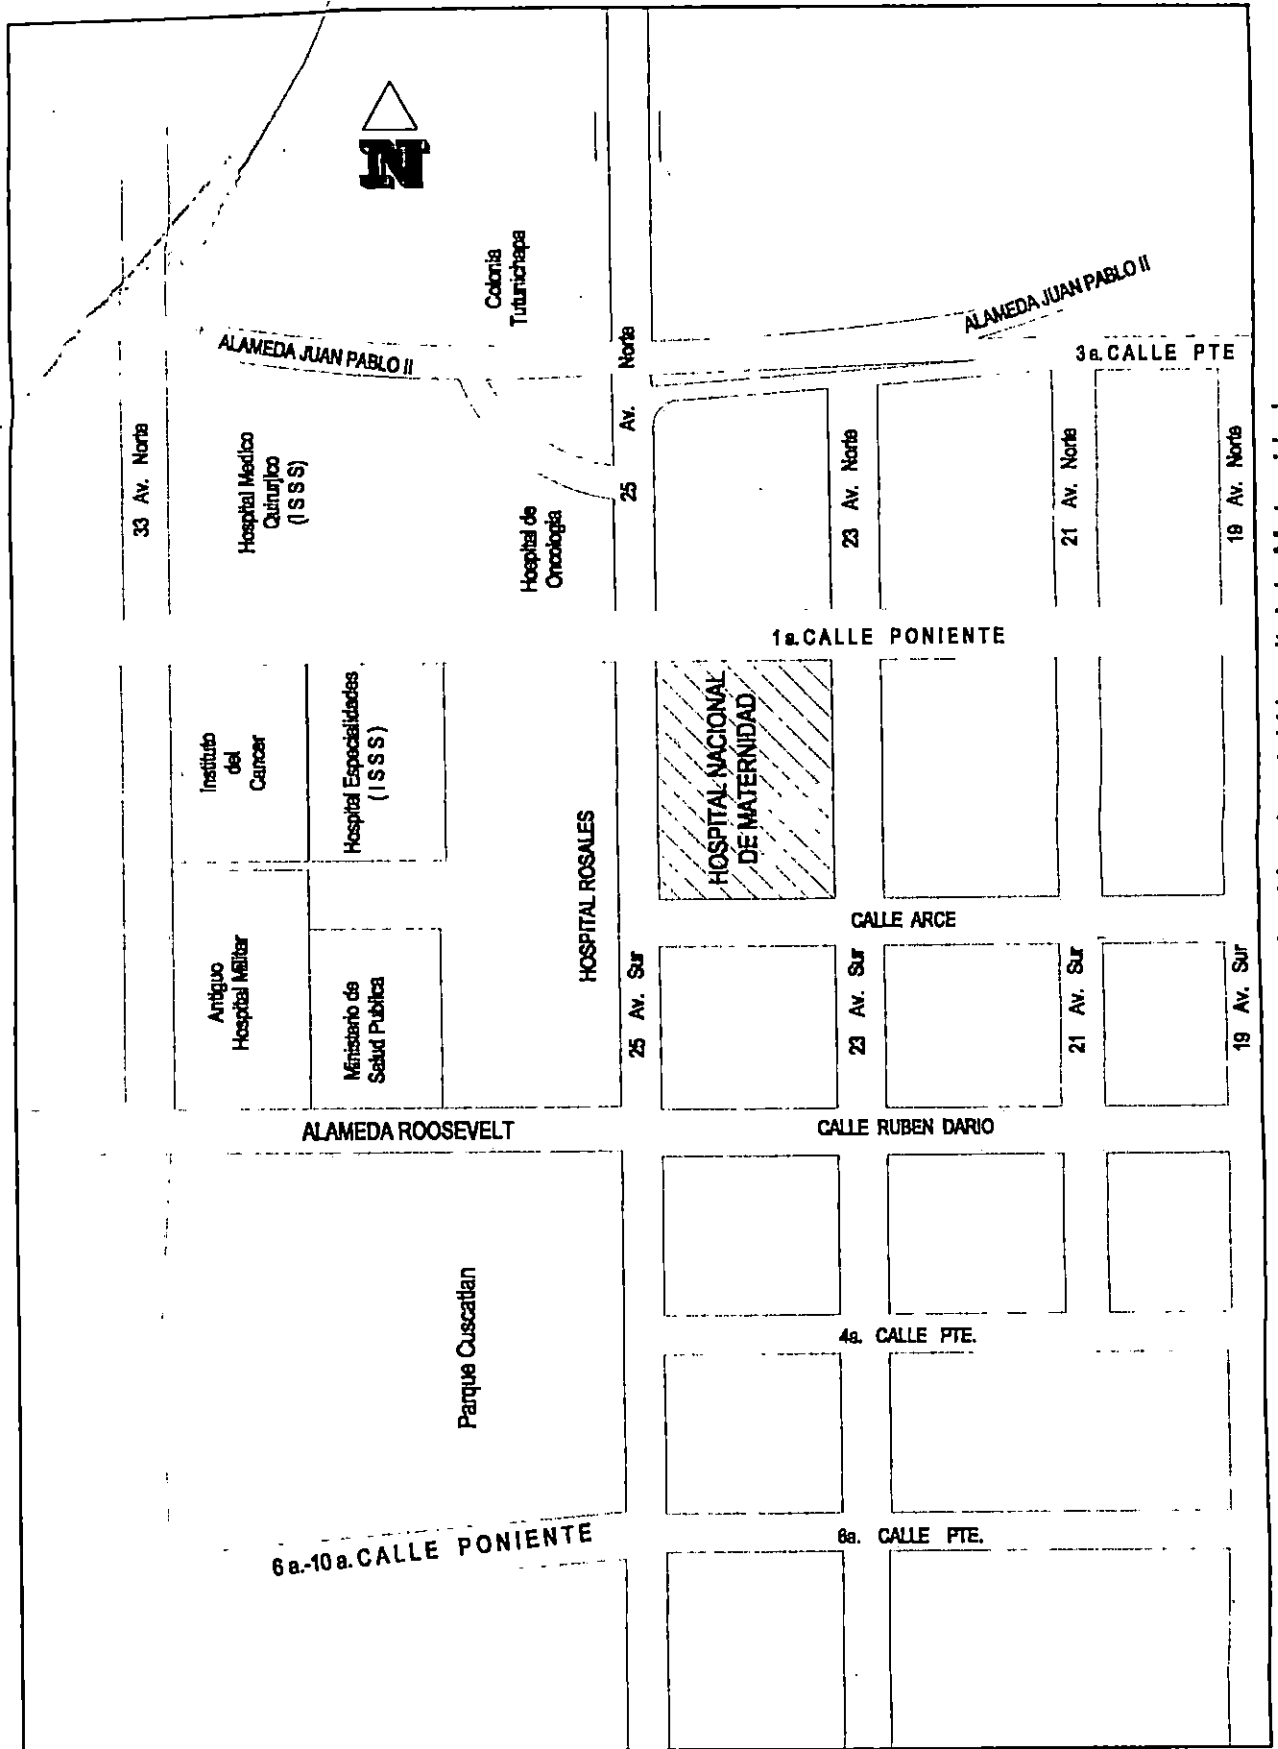 N
Colonia
Tutunichapa
ALAMEDA JUAN PABLO II
ALAMEDA JUAN PABLO II
3a. CALLE PTE
33 Av. Norte
Hospital Medico
Quirurjico
(I S S S)
Hospital de
Oncologia
25 Av. Norte
23 Av. Norte
21 Av. Norte
19 Av. Norte
1a. CALLE PONIENTE
Instituto
del
Cancer
Hospital Especialidades
(I S S S)
HOSPITAL ROSALES
HOSPITAL NACIONAL
DE MATERNIDAD
CALLE ARCE
Antiguo
Hospital Militar
Ministerio de
Salud Publica
25 Av. Sur
23 Av. Sur
21 Av. Sur
19 Av. Sur
ALAMEDA ROOSEVELT
CALLE RUBEN DARIO
Parque Cuscatlan
4a. CALLE PTE.
6 a.-10 a. CALLE PONIENTE
6a. CALLE PTE.